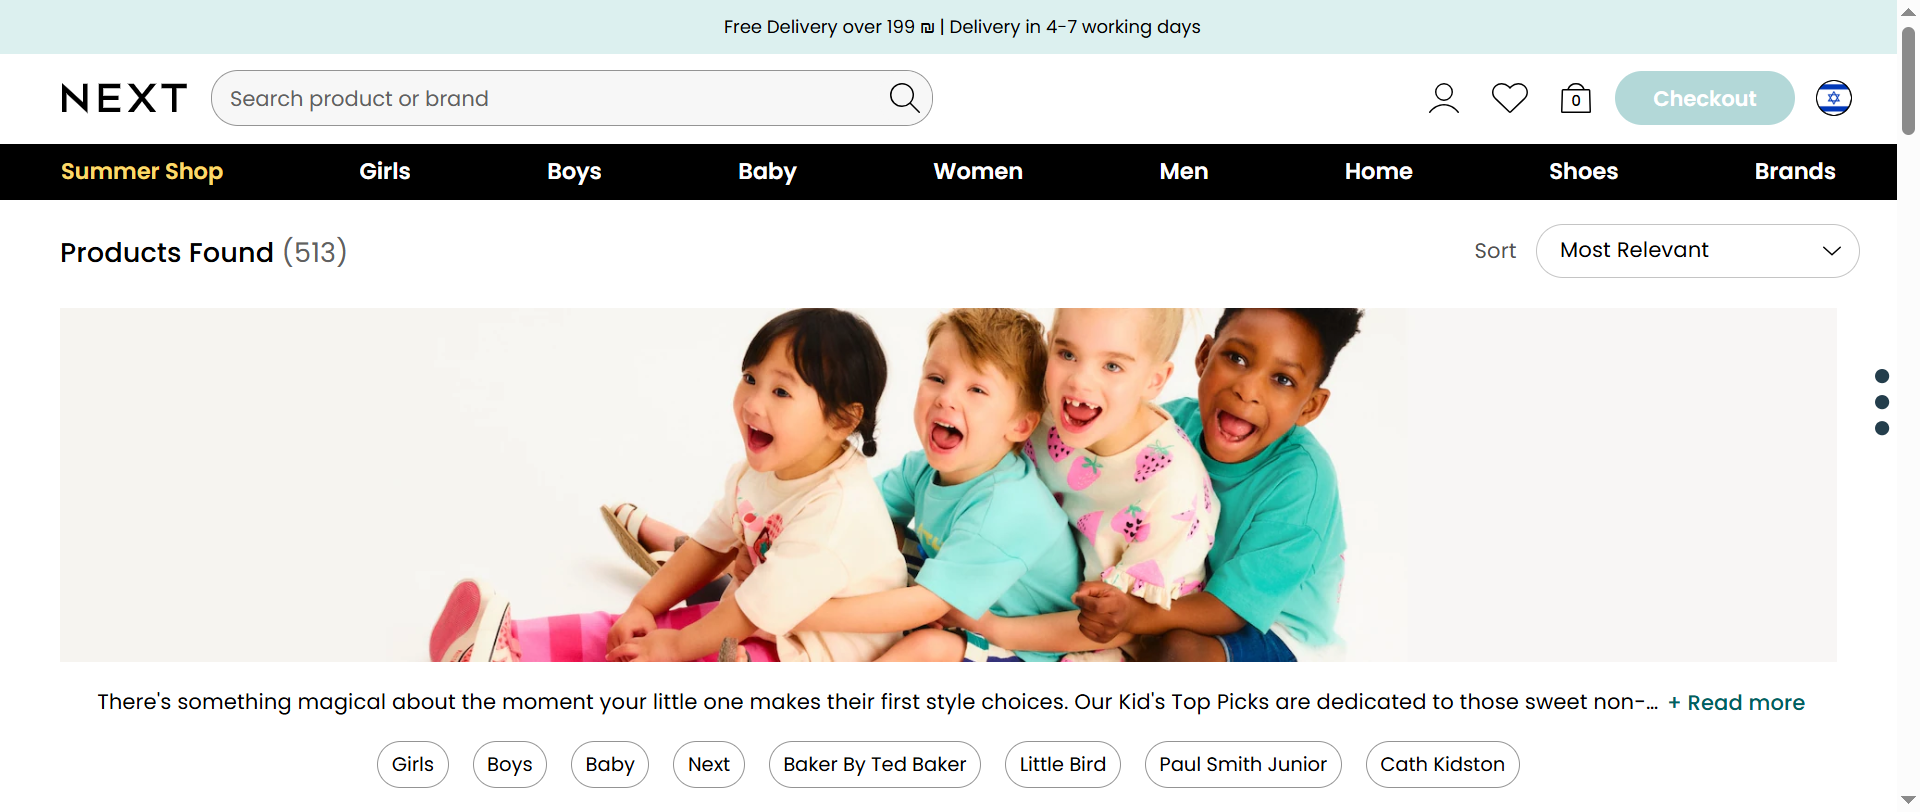 Free Delivery over 199 ₪ | Delivery in 4-7 working days
NEXT
Search product or brand
0
Checkout
Summer Shop
Girls
Boys
Baby
Women
Men
Home
Shoes
Brands
Products Found (513)
Sort
Most Relevant
There's something magical about the moment your little one makes their first style choices. Our Kid's Top Picks are dedicated to those sweet non-... + Read more
Girls
Boys
Baby
Next
Baker By Ted Baker
Little Bird
Paul Smith Junior
Cath Kidston